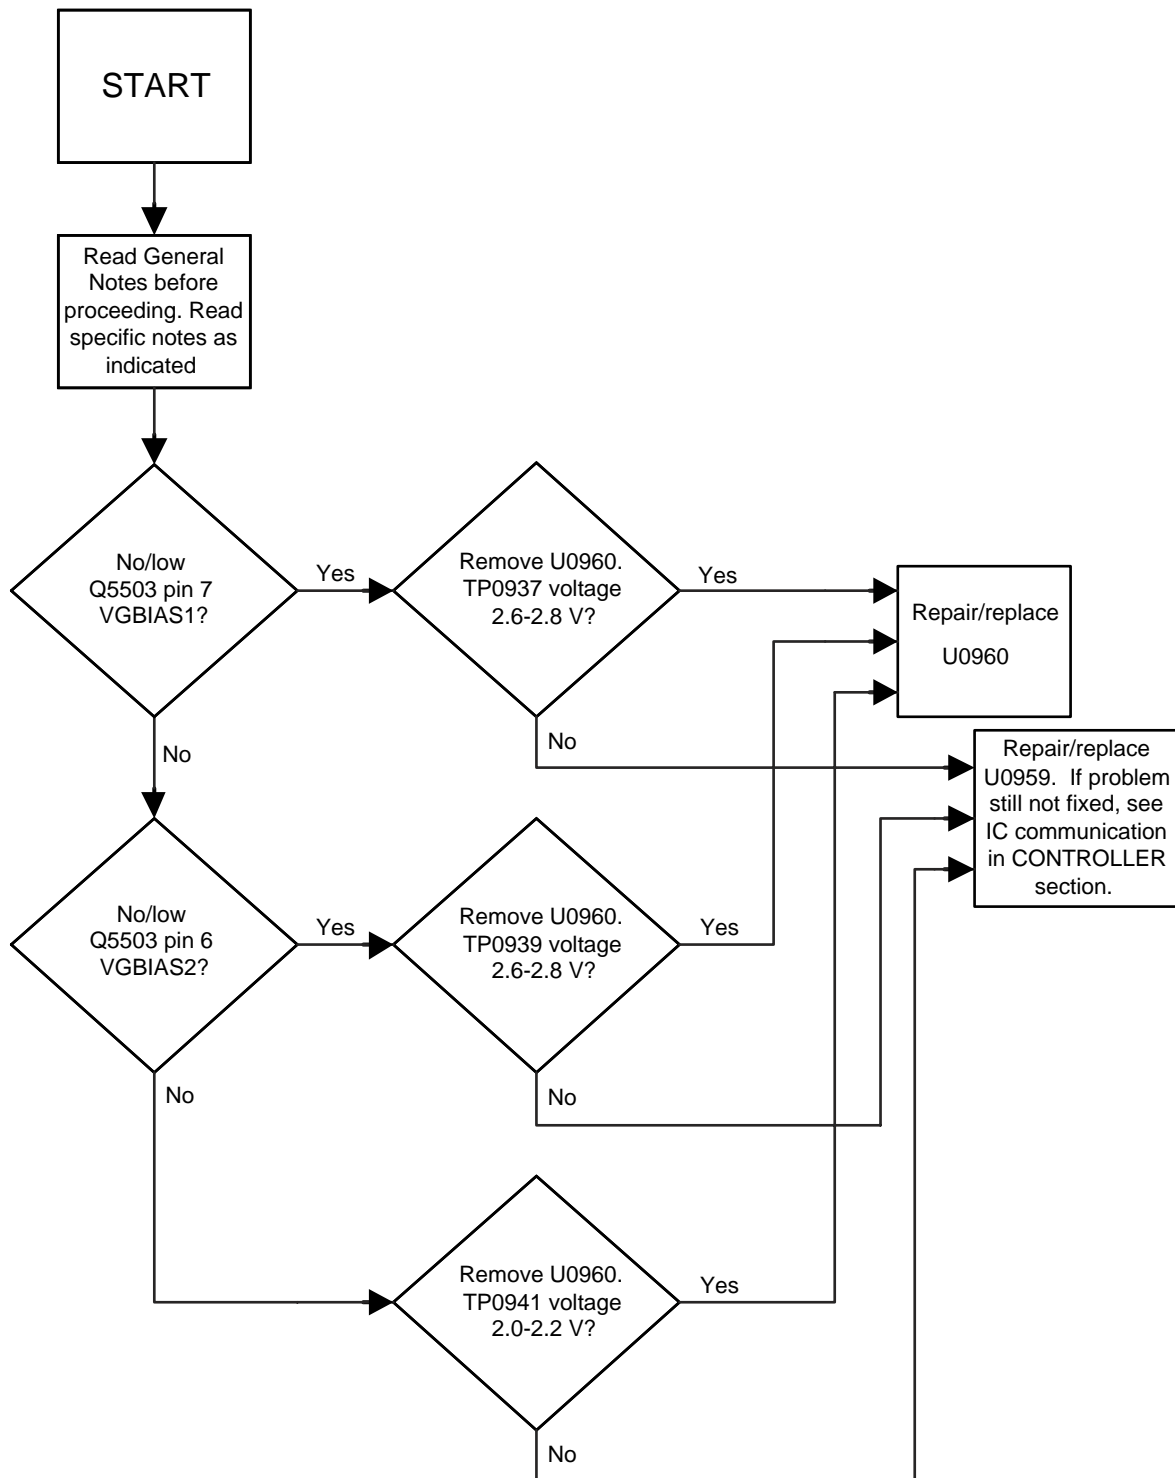 START
Read General
Notes before
proceeding. Read
specific notes as
indicated
No/low
Q5503 pin 7
VGBIAS1?
Yes
No
Remove U0960.
TP0937 voltage
2.6-2.8 V?
Yes
No
Repair/replace
U0960
Repair/replace
U0959.  If problem
still not fixed, see
IC communication
in CONTROLLER
section.
No/low
Q5503 pin 6
VGBIAS2?
Yes
No
Remove U0960.
TP0939 voltage
2.6-2.8 V?
Yes
No
Remove U0960.
TP0941 voltage
2.0-2.2 V?
Yes
No